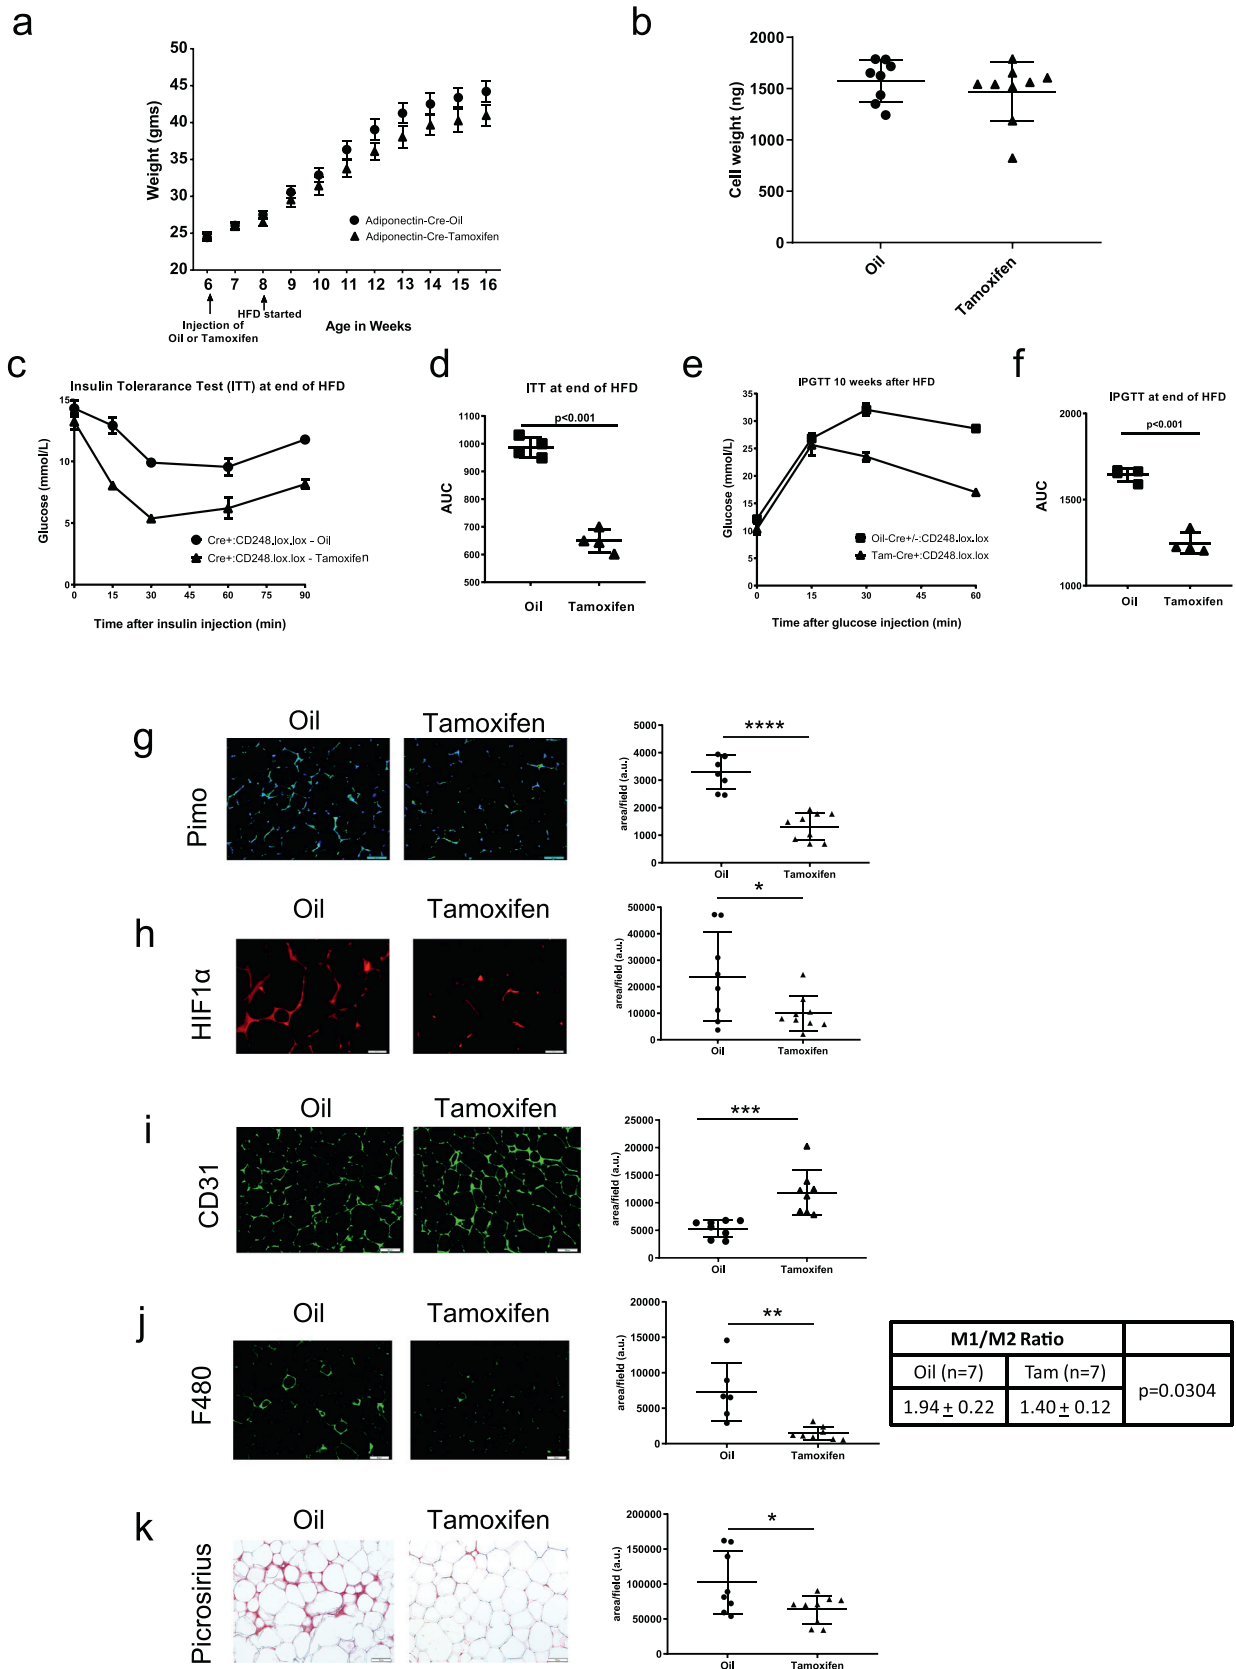 a
Weight (gms)
50
45
40
35
30
25
20
Adiponectin-Cre-Oil
Adiponectin-Cre-Tamoxifen
6 7 8 9 10 11 12 13 14 15 16
Injection of
Oil or Tamoxifen
HFD started
Age in Weeks
b
Cell weight (ng)
2000
1500
1000
500
0
Oil
Tamoxifen
c
Insulin Tolerarance Test (ITT) at end of HFD
Glucose (mmol/L)
15
10
5
0
Cre+:CD248.lox.lox – Oil
Cre+:CD248.lox.lox - Tamoxifen
0 15 30 45 60 75 90
Time after insulin injection (min)
d
ITT at end of HFD
p<0.001
AUC
1100
1000
900
800
700
600
500
Oil Tamoxifen
e
IPGTT 10 weeks after HFD
Glucose (mmol/L)
35
30
25
20
15
10
5
0
Oil-Cre+/-:CD248.lox.lox
Tam-Cre+:CD248.lox.lox
0 15 30 45 60
Time after glucose injection (min)
f
IPGTT at end of HFD
p<0.001
AUC
2000
1500
1000
Oil Tamoxifen
g
Oil Tamoxifen
Pimo
****
area/field (a.u.)
5000
4000
3000
2000
1000
0
Oil Tamoxifen
h
Oil Tamoxifen
HIF1α
*
area/field (a.u.)
50000
40000
30000
20000
10000
0
Oil Tamoxifen
i
Oil Tamoxifen
CD31
***
area/field (a.u.)
25000
20000
15000
10000
5000
0
Oil Tamoxifen
j
Oil Tamoxifen
F480
**
area/field (a.u.)
20000
15000
10000
5000
0
Oil Tamoxifen
M1/M2 Ratio
Oil (n=7) Tam (n=7)
p=0.0304
1.94 ± 0.22 1.40 ± 0.12
k
Oil Tamoxifen
Picrosirius
*
area/field (a.u.)
200000
150000
100000
50000
0
Oil Tamoxifen